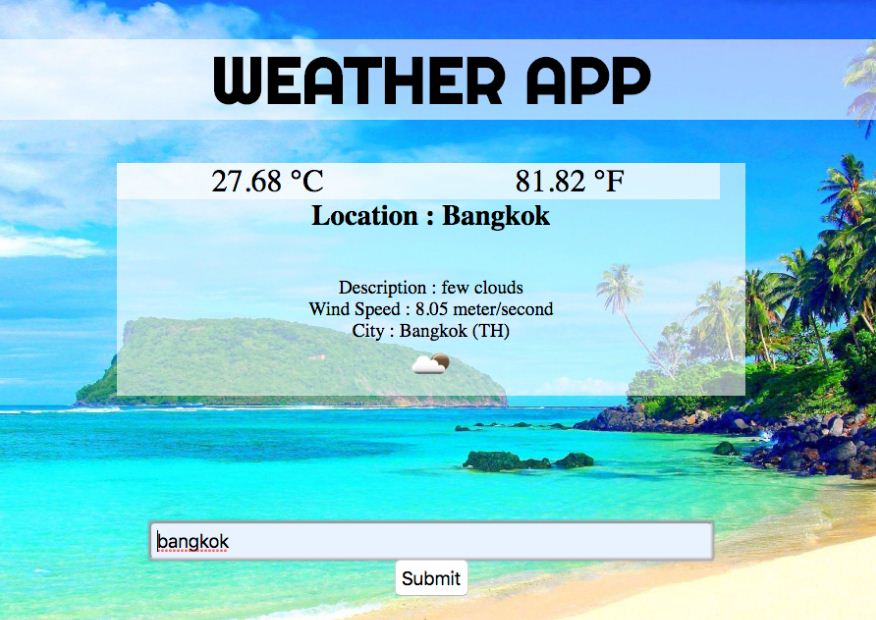 WEATHER APP
27.68 °C 81.82 °F
Location : Bangkok
Description : few clouds
Wind Speed : 8.05 meter/second
City : Bangkok (TH)
bangkok
Submit